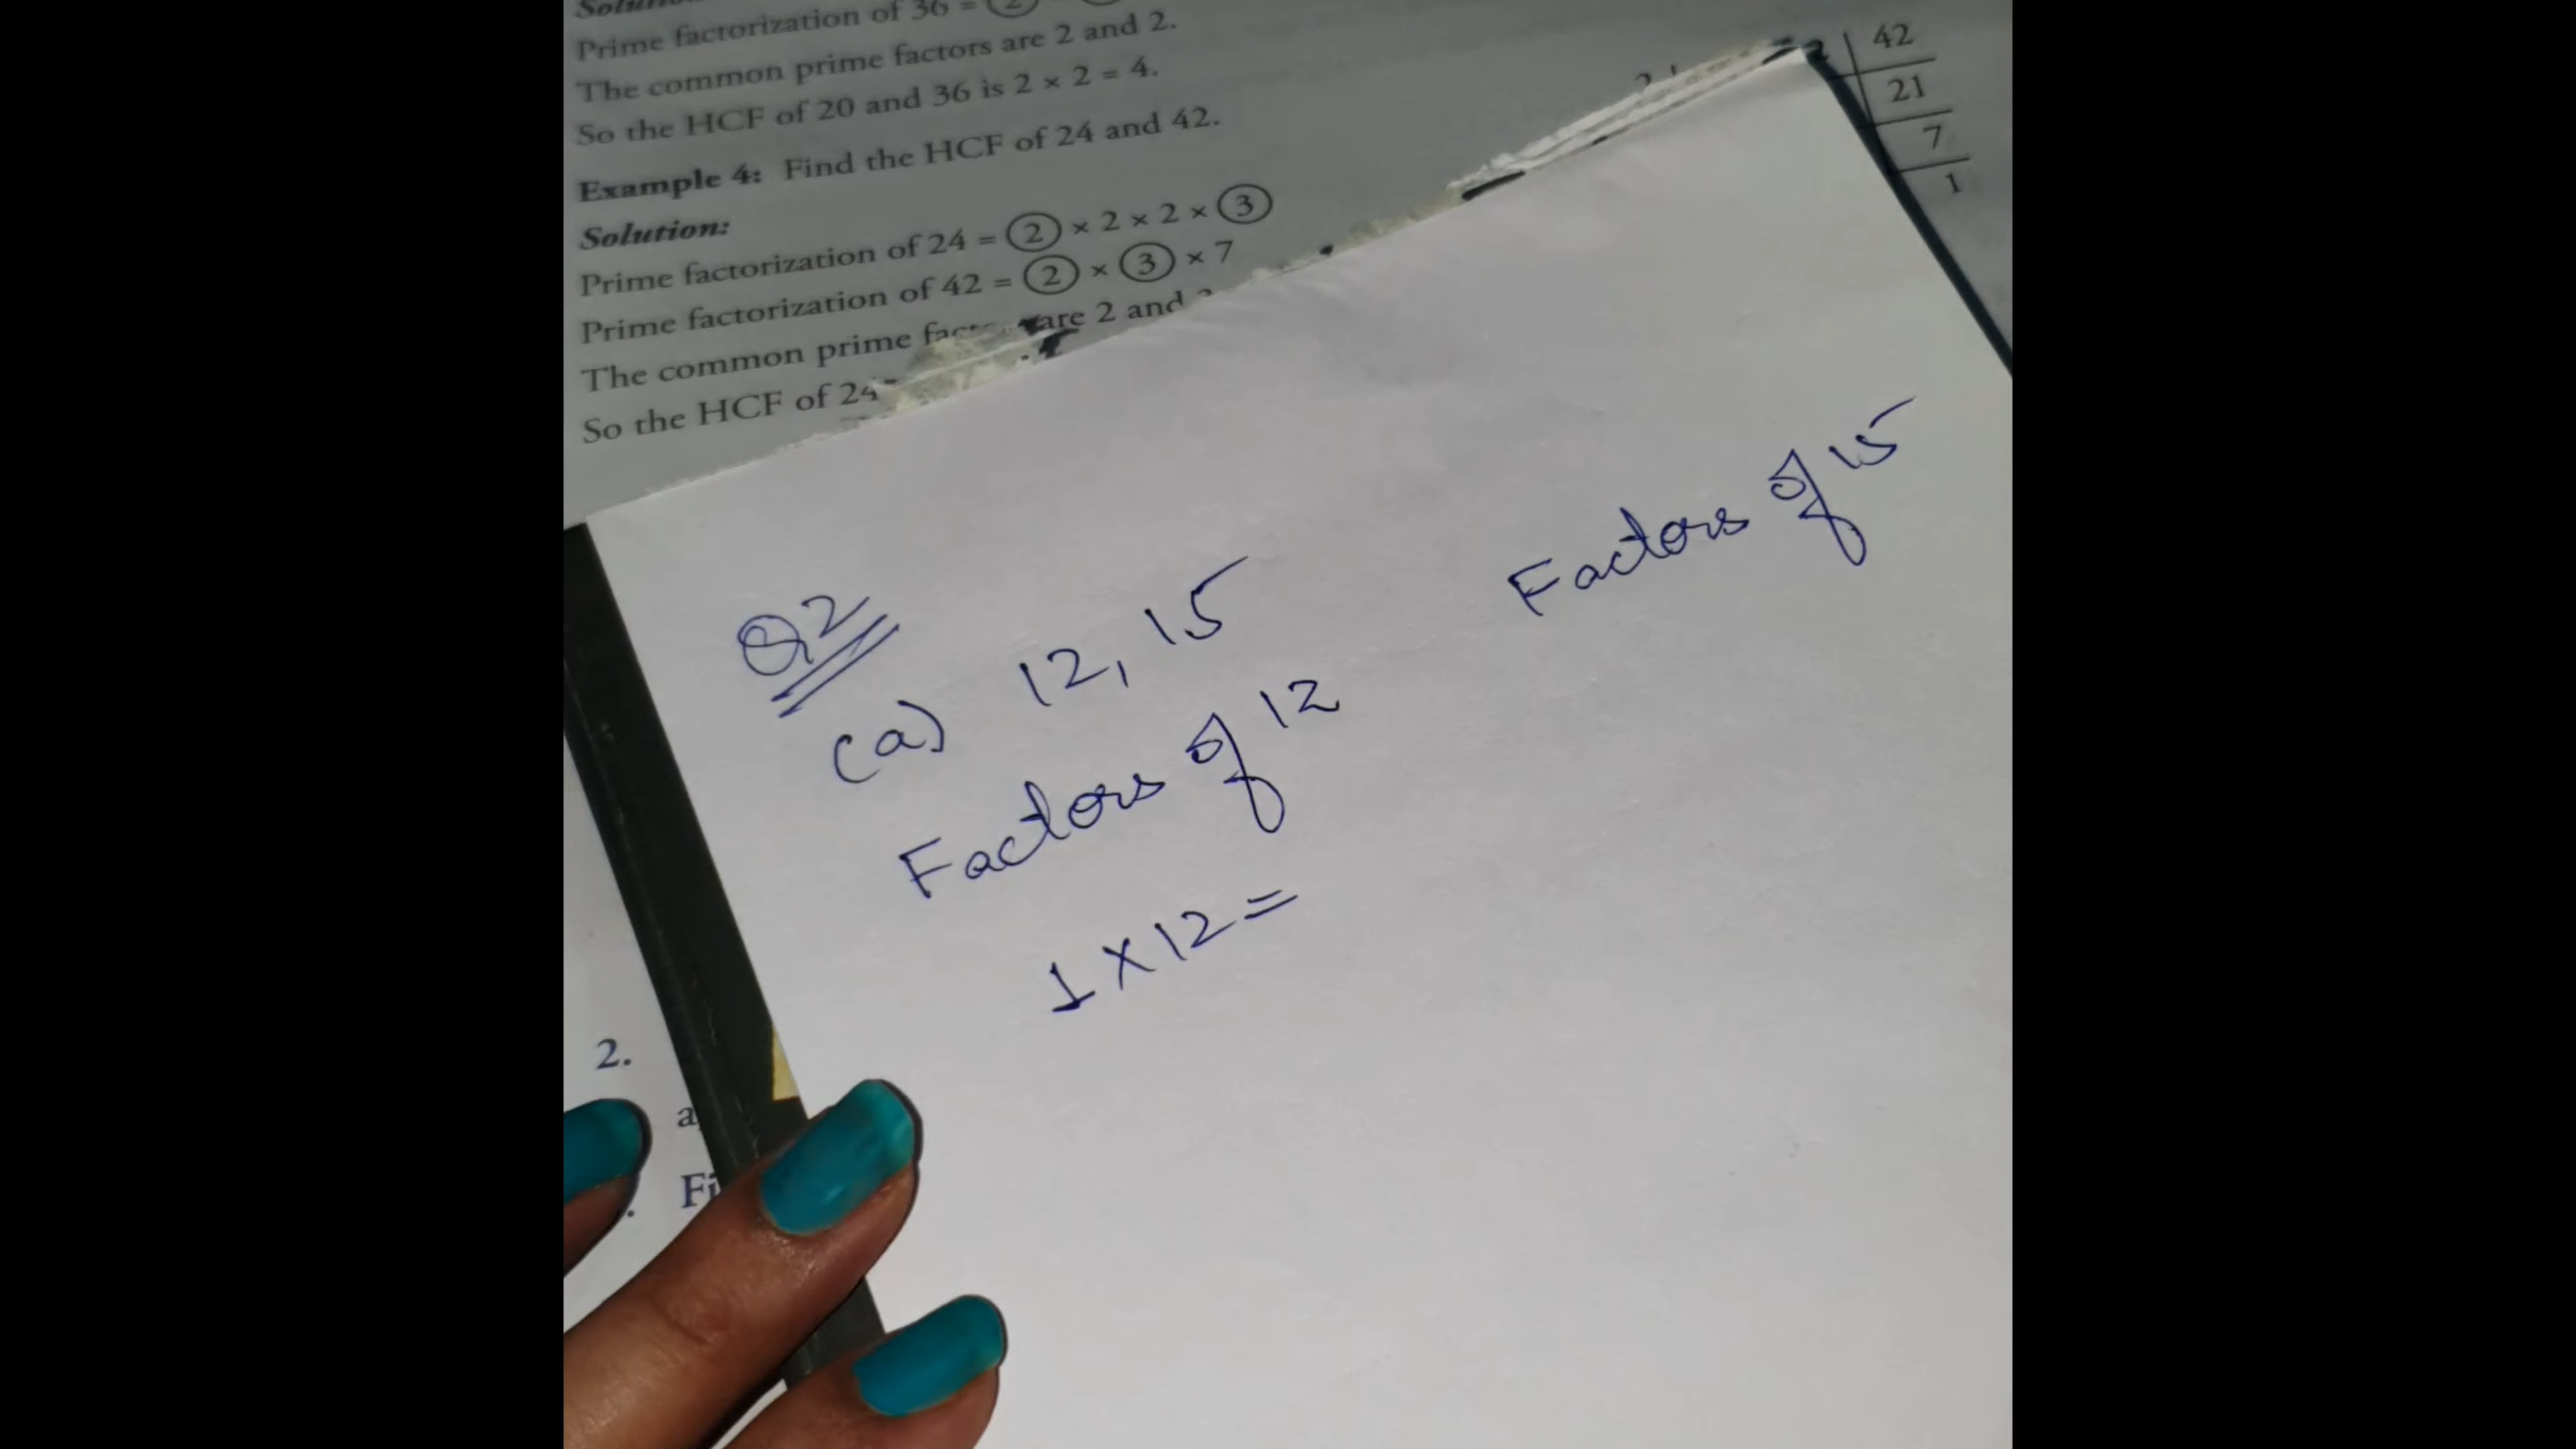 Prime factorization of 36 = 2
The common prime factors are 2 and 2.
So the HCF of 20 and 36 is 2 × 2 = 4.
Example 4: Find the HCF of 24 and 42.
Solution:
Prime factorization of 24 = 2 × 2 × 2 × 3
Prime factorization of 42 = 2 × 3 × 7
The common prime are 2 and
So the HCF of 24
42
21
7
1
Q2
(a) 12, 15
Factors of 12
1 × 12 =
Factors of 15
2.
a
Fi